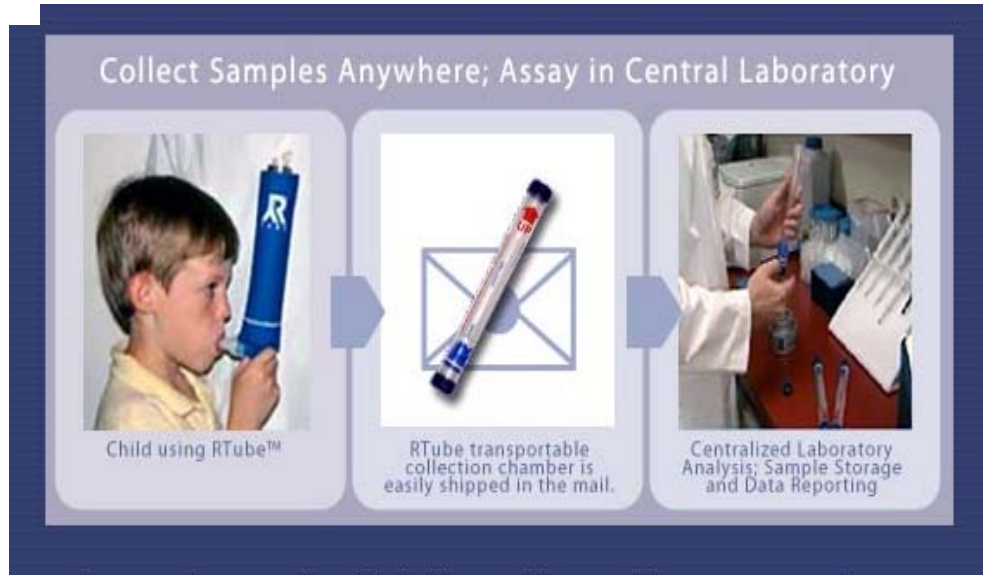 Collect Samples Anywhere; Assay in Central Laboratory
R
UP
Child using RTube™
RTube transportable
collection chamber is
easily shipped in the mail.
Centralized Laboratory
Analysis; Sample Storage
and Data Reporting